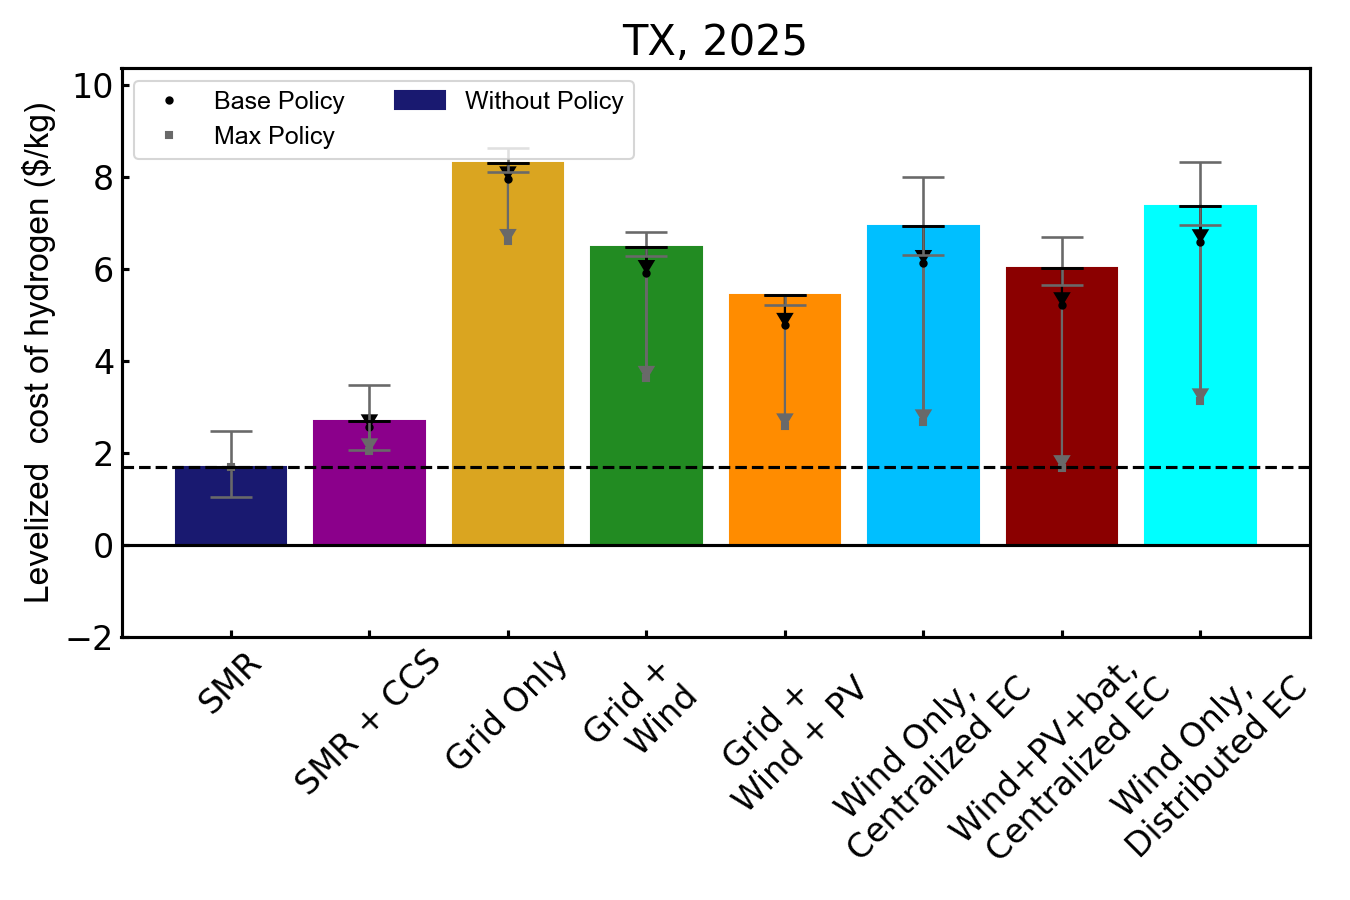 TX, 2025
Levelized  cost of hydrogen ($/kg)
10
8
6
4
2
0
−2
Base Policy
Max Policy
Without Policy
SMR
SMR + CCS
Grid Only
Grid +
Wind
Grid +
Wind + PV
Wind Only,
Centralized EC
Wind+PV+bat,
Centralized EC
Wind Only,
Distributed EC